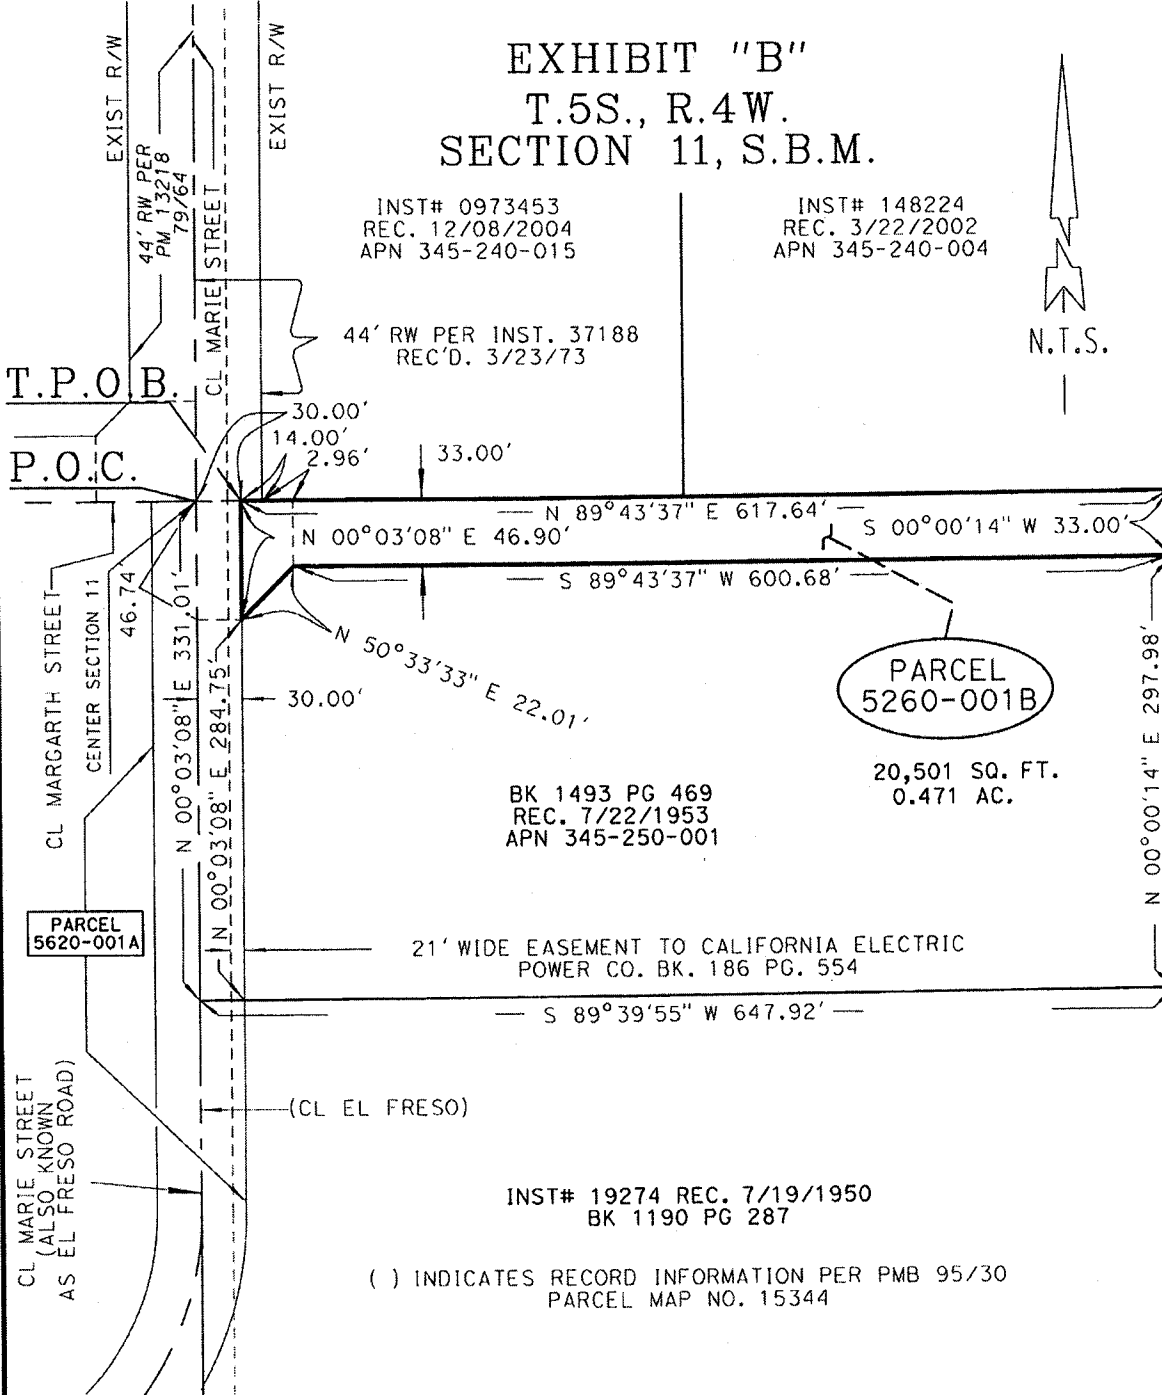 EXHIBIT "B"
T.5S., R.4W.
SECTION 11, S.B.M.
EXIST R/W
EXIST R/W
44' RW PER
PM 13218
79/64
CL MARIE STREET
INST# 0973453
REC. 12/08/2004
APN 345-240-015
INST# 148224
REC. 3/22/2002
APN 345-240-004
N.T.S.
44' RW PER INST. 37188
REC'D. 3/23/73
T.P.O.B.
30.00'
14.00'
2.96'
33.00'
P.O.C.
N 89°43'37" E 617.64'
N 00°03'08" E 46.90'
S 00°00'14" W 33.00'
S 89°43'37" W 600.68'
CL MARGARTH STREET
CENTER SECTION 11
46.74
N 00°03'08" E 331.01'
N 00°03'08" E 284.75'
N 50°33'33" E 22.01'
30.00'
PARCEL
5260-001B
20,501 SQ. FT.
0.471 AC.
N 00°00'14" E 297.98'
BK 1493 PG 469
REC. 7/22/1953
APN 345-250-001
PARCEL
5620-001A
21' WIDE EASEMENT TO CALIFORNIA ELECTRIC
POWER CO. BK. 186 PG. 554
S 89°39'55" W 647.92'
CL MARIE STREET
(ALSO KNOWN
AS EL FRESO ROAD)
(CL EL FRESO)
INST# 19274 REC. 7/19/1950
BK 1190 PG 287
( ) INDICATES RECORD INFORMATION PER PMB 95/30
PARCEL MAP NO. 15344